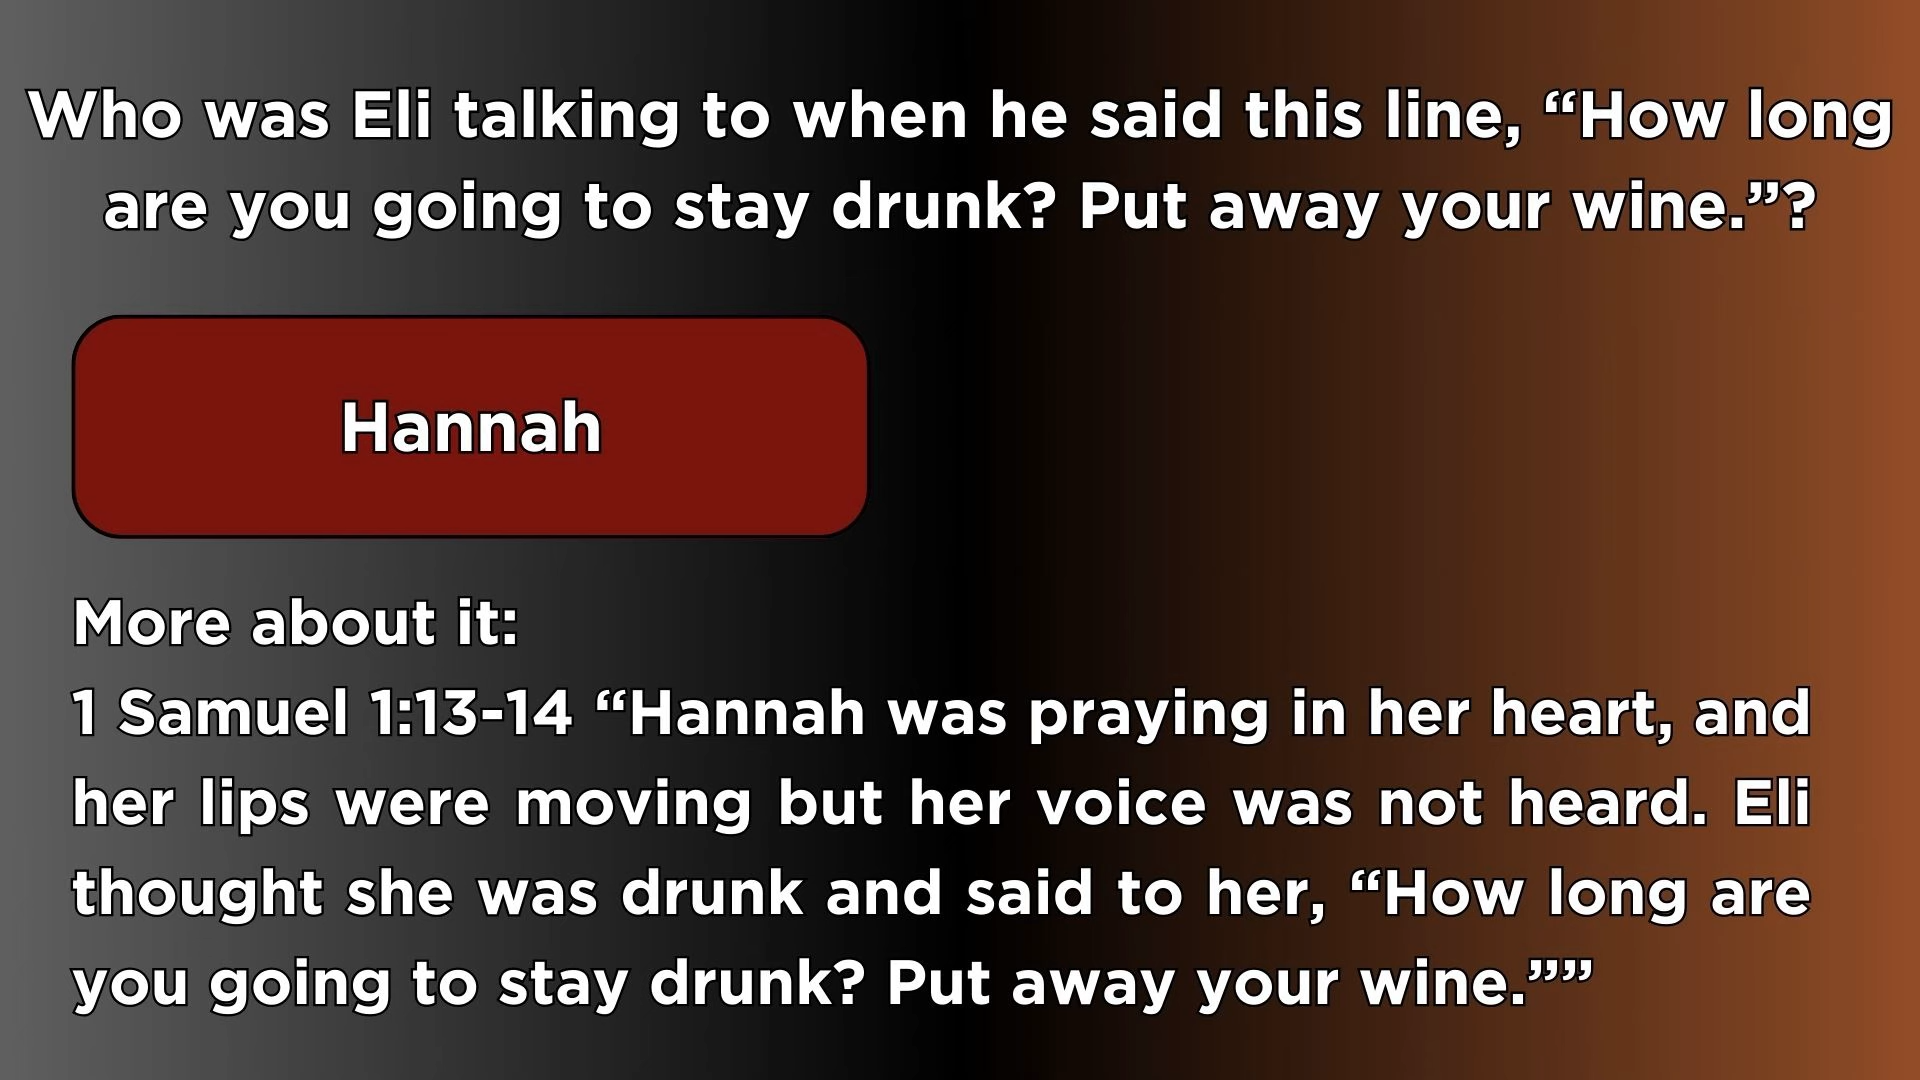 Who was Eli talking to when he said this line, “How long
are you going to stay drunk? Put away your wine.”?
Hannah
More about it:
1 Samuel 1:13-14 “Hannah was praying in her heart, and
her lips were moving but her voice was not heard. Eli
thought she was drunk and said to her, “How long are
you going to stay drunk? Put away your wine.””